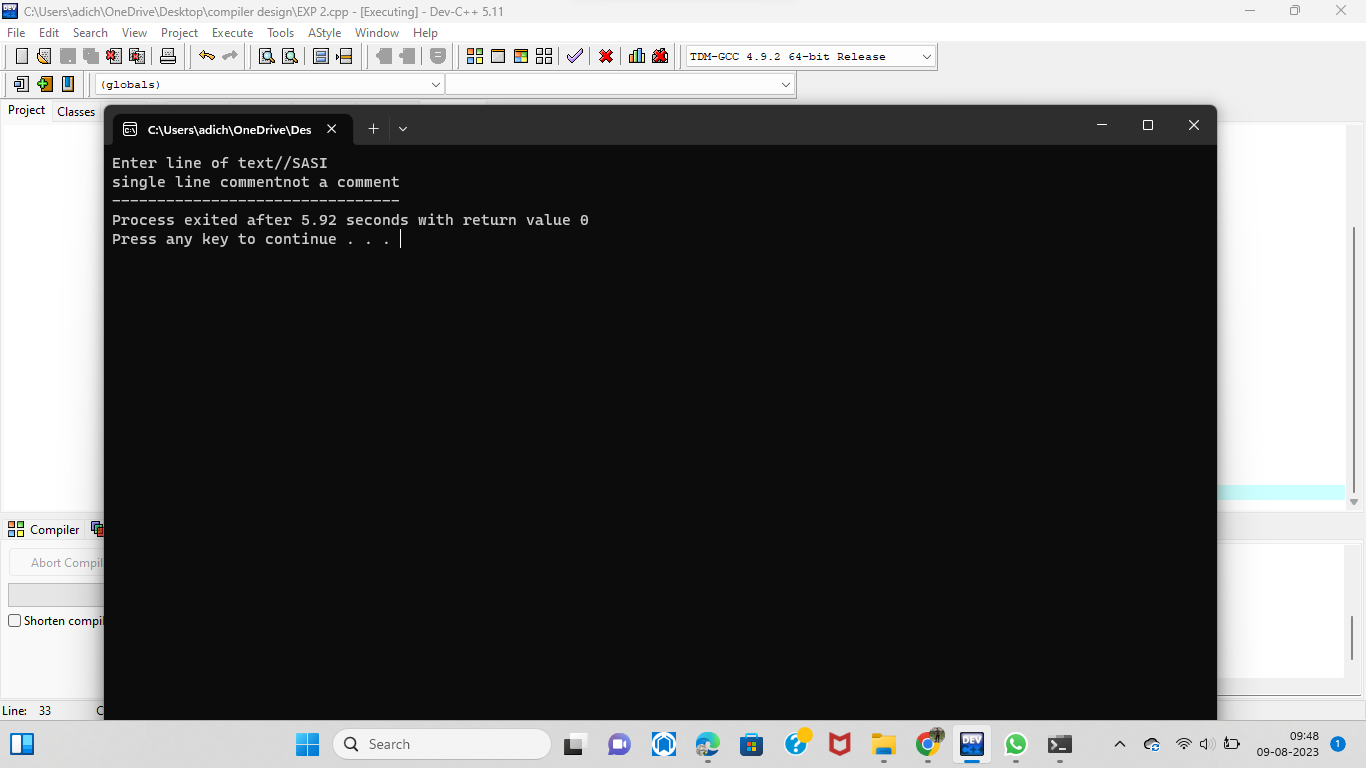 C:\Users\adich\OneDrive\Desktop\compiler design\EXP 2.cpp - [Executing] - Dev-C++ 5.11
File Edit Search View Project Execute Tools AStyle Window Help
TDM-GCC 4.9.2 64-bit Release
(globals)
Project Classes
C:\Users\adich\OneDrive\Des
Enter line of text//SASI
single line commentnot a comment
--------------------------------
Process exited after 5.92 seconds with return value 0
Press any key to continue . . .
Compiler
Abort Compil
Shorten compil
Line: 33
Search
DEV
09:48
09-08-2023
1